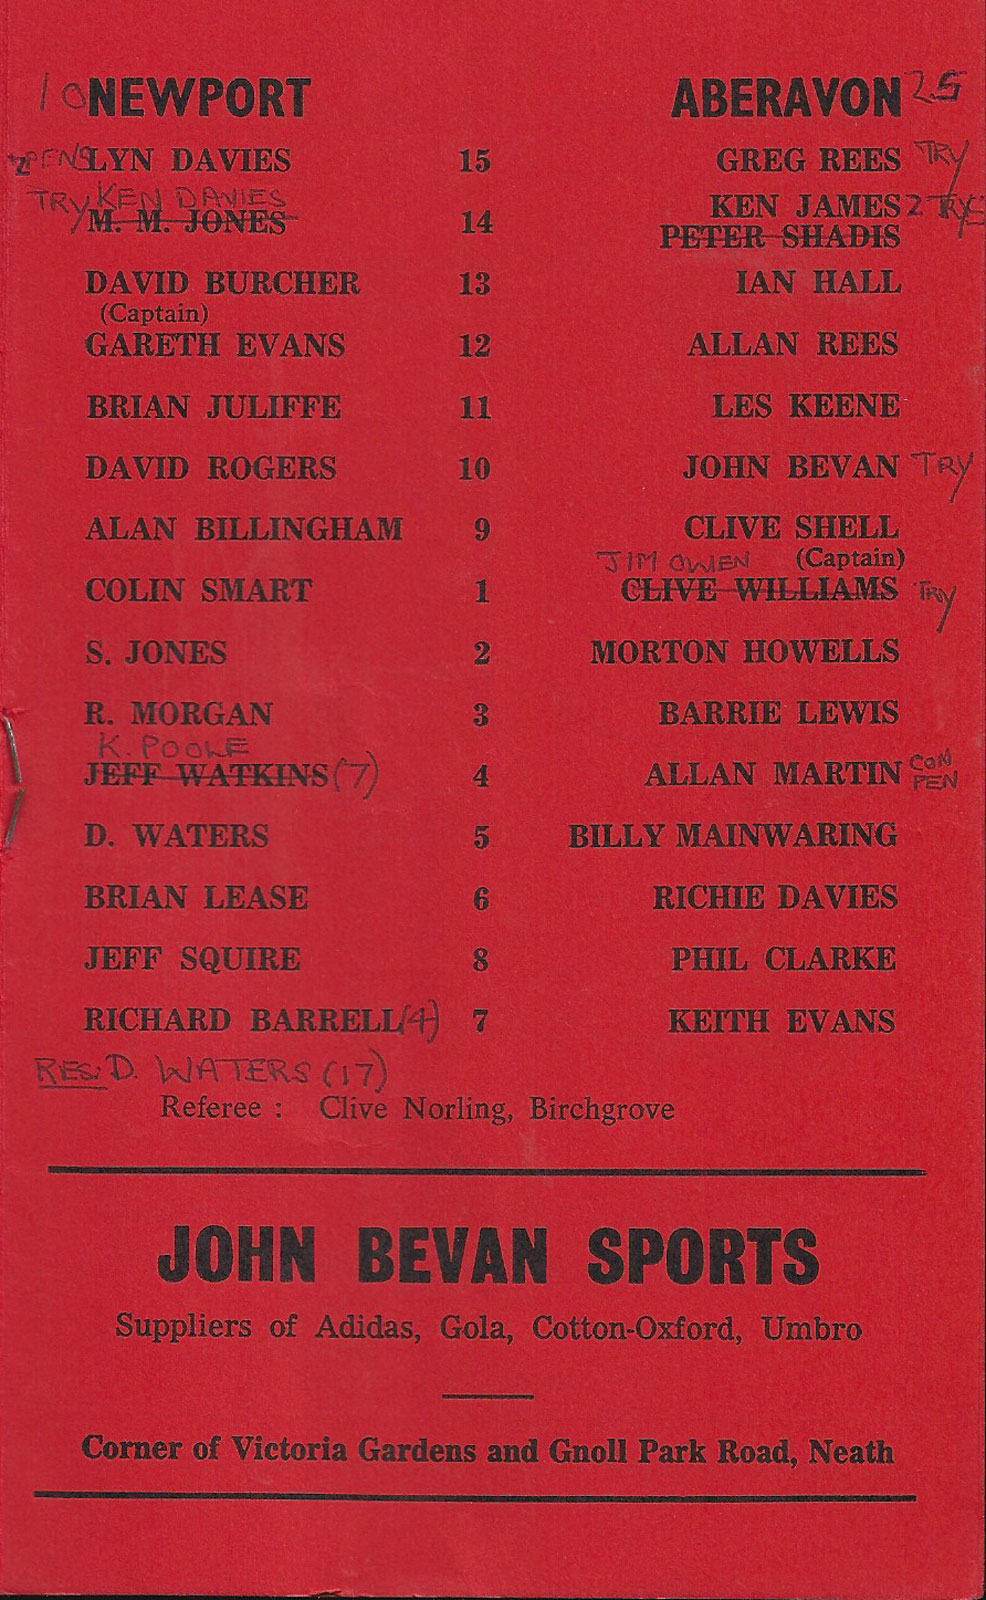 10 NEWPORT ABERAVON 25
2 PENS LYN DAVIES 15 GREG REES TRY
TRY KEN DAVIES KEN JAMES 2 TRYS
M. M. JONES 14 PETER SHADIS
DAVID BURCHER 13 IAN HALL
(Captain)
GARETH EVANS 12 ALLAN REES
BRIAN JULIFFE 11 LES KEENE
DAVID ROGERS 10 JOHN BEVAN TRY
ALAN BILLINGHAM 9 CLIVE SHELL
JIM OWEN (Captain)
COLIN SMART 1 CLIVE WILLIAMS TRY
S. JONES 2 MORTON HOWELLS
R. MORGAN 3 BARRIE LEWIS
K. POOLE
JEFF WATKINS (7) 4 ALLAN MARTIN CON PEN
D. WATERS 5 BILLY MAINWARING
BRIAN LEASE 6 RICHIE DAVIES
JEFF SQUIRE 8 PHIL CLARKE
RICHARD BARRELL (4) 7 KEITH EVANS
RES: D. WATERS (17)
Referee : Clive Norling, Birchgrove
JOHN BEVAN SPORTS
Suppliers of Adidas, Gola, Cotton-Oxford, Umbro
Corner of Victoria Gardens and Gnoll Park Road, Neath